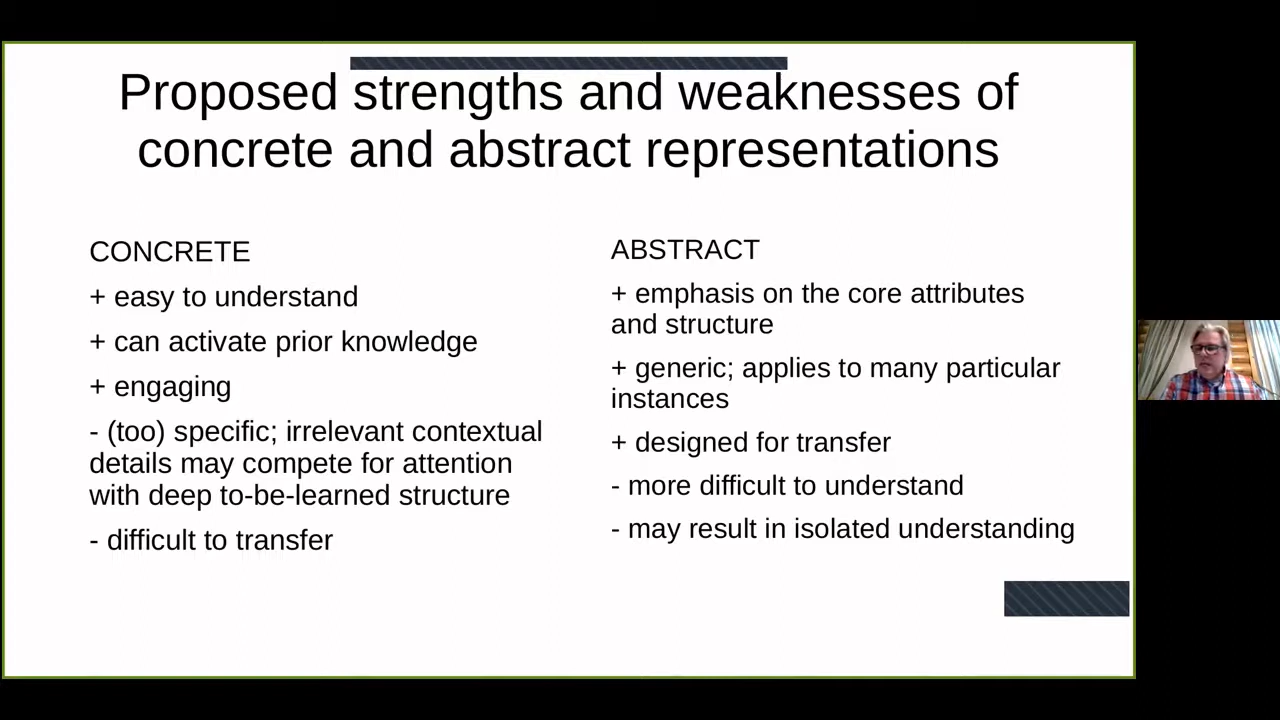 Proposed strengths and weaknesses of
concrete and abstract representations
CONCRETE
+ easy to understand
+ can activate prior knowledge
+ engaging
- (too) specific; irrelevant contextual
details may compete for attention
with deep to-be-learned structure
- difficult to transfer
ABSTRACT
+ emphasis on the core attributes
and structure
+ generic; applies to many particular
instances
+ designed for transfer
- more difficult to understand
- may result in isolated understanding